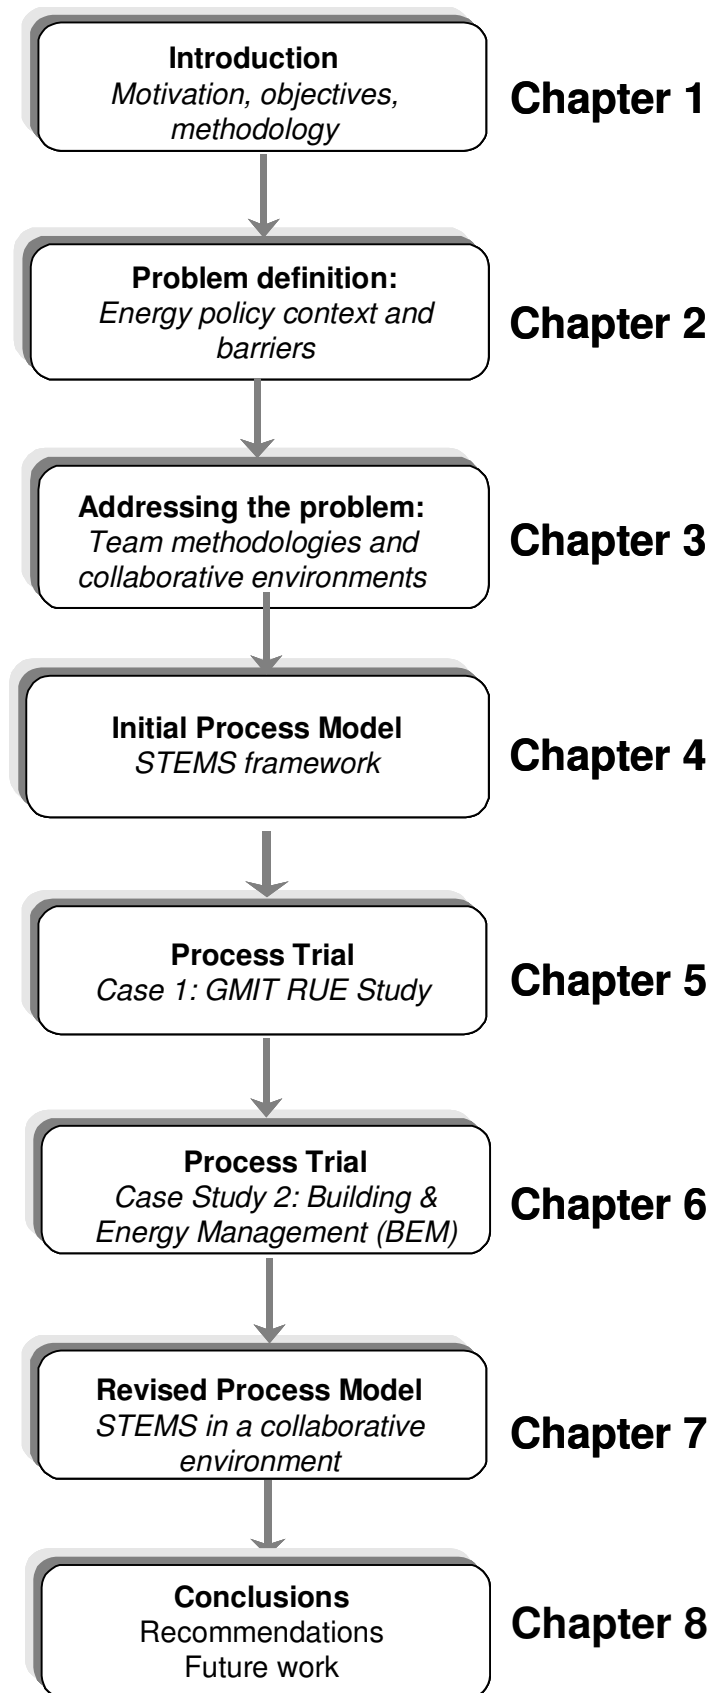 Introduction
Motivation, objectives,
methodology
Chapter 1
Problem definition:
Energy policy context and
barriers
Chapter 2
Addressing the problem:
Team methodologies and
collaborative environments
Chapter 3
Initial Process Model
STEMS framework
Chapter 4
Process Trial
Case 1: GMIT RUE Study
Chapter 5
Process Trial
Case Study 2: Building &
Energy Management (BEM)
Chapter 6
Revised Process Model
STEMS in a collaborative
environment
Chapter 7
Conclusions
Recommendations
Future work
Chapter 8